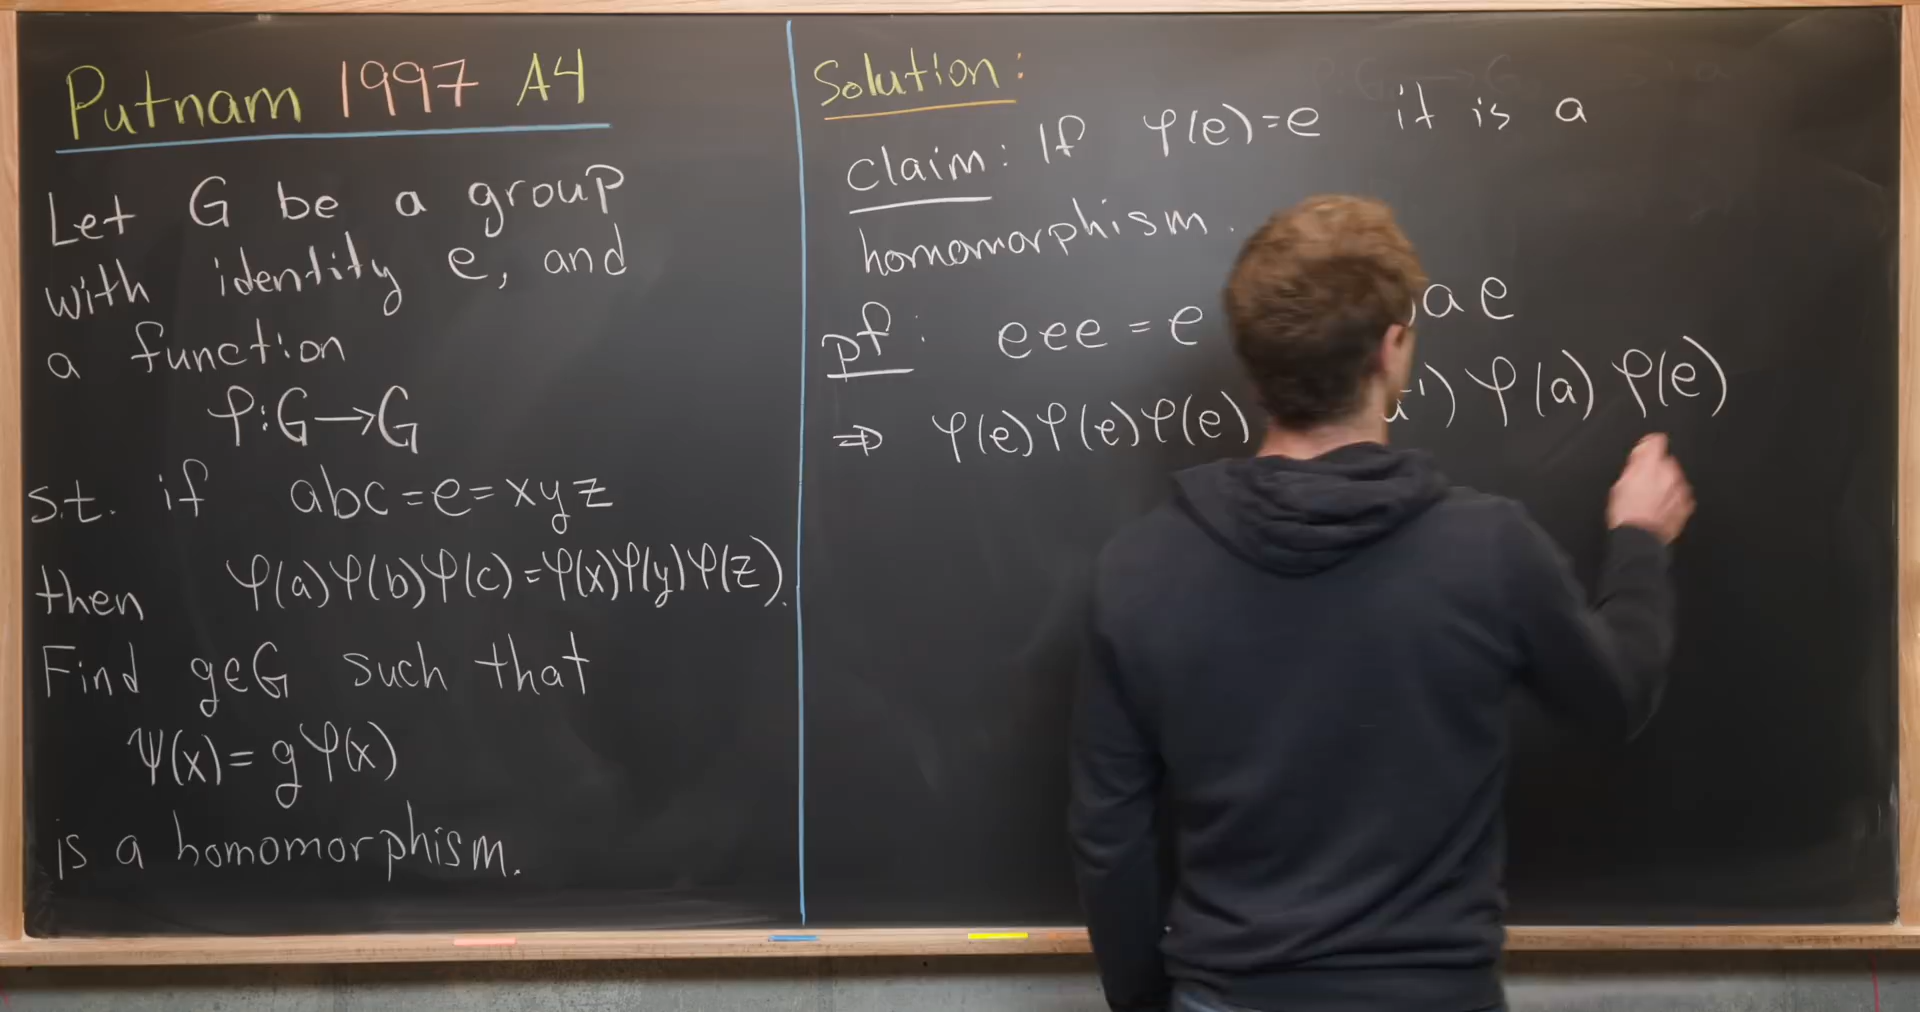 Putnam 1997 A4
Let G be a group
with identity e, and
a function
φ:G→G
s.t. if abc=e=xyz
then φ(a)φ(b)φ(c)=φ(x)φ(y)φ(z).
Find g∈G such that
Ψ(x)=gφ(x)
is a homomorphism.
Solution:
claim: If φ(e)=e it is a
homomorphism.
pf: eee=e a e
⇒ φ(e)φ(e)φ(e) ⁻¹) φ(a) φ(e)